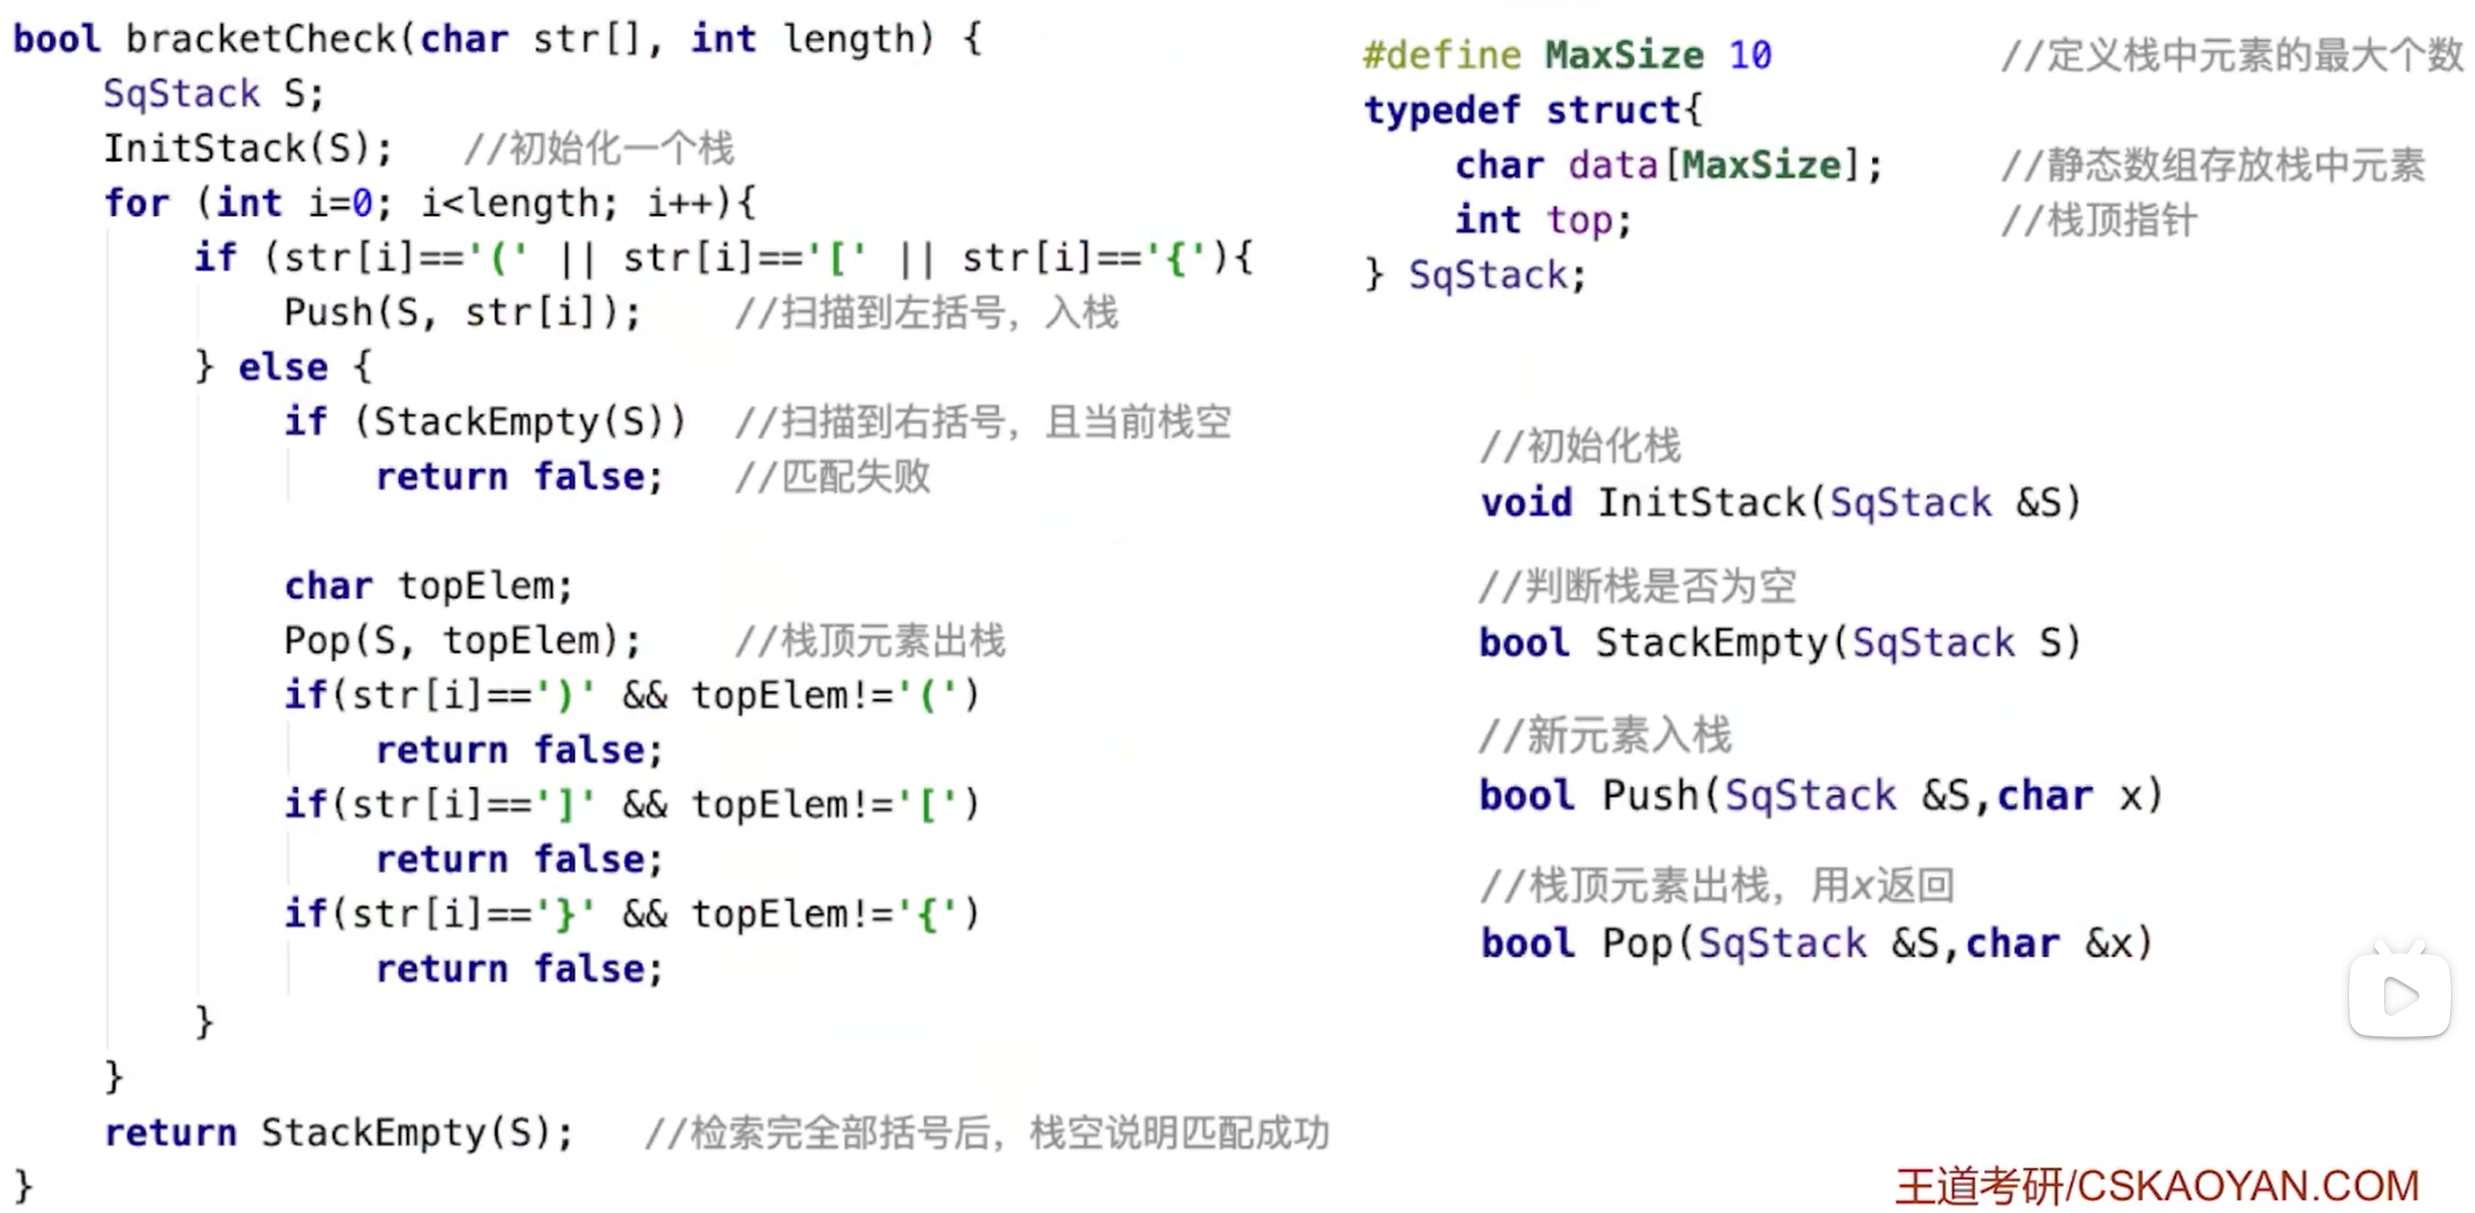 bool bracketCheck(char str[], int length) {
    SqStack S;
    InitStack(S);   //初始化一个栈
    for (int i=0; i<length; i++){
        if (str[i]=='(' || str[i]=='[' || str[i]=='{'){
            Push(S, str[i]);    //扫描到左括号，入栈
        } else {
            if (StackEmpty(S))  //扫描到右括号，且当前栈空
                return false;   //匹配失败
            char topElem;
            Pop(S, topElem);    //栈顶元素出栈
            if(str[i]==')' && topElem!='(')
                return false;
            if(str[i]==']' && topElem!='[')
                return false;
            if(str[i]=='}' && topElem!='{')
                return false;
        }
    }
    return StackEmpty(S);   //检索完全部括号后，栈空说明匹配成功
}
#define MaxSize 10          //定义栈中元素的最大个数
typedef struct{
    char data[MaxSize];     //静态数组存放栈中元素
    int top;                //栈顶指针
} SqStack;
//初始化栈
void InitStack(SqStack &S)
//判断栈是否为空
bool StackEmpty(SqStack S)
//新元素入栈
bool Push(SqStack &S,char x)
//栈顶元素出栈，用x返回
bool Pop(SqStack &S,char &x)
王道考研/CSKAOYAN.COM